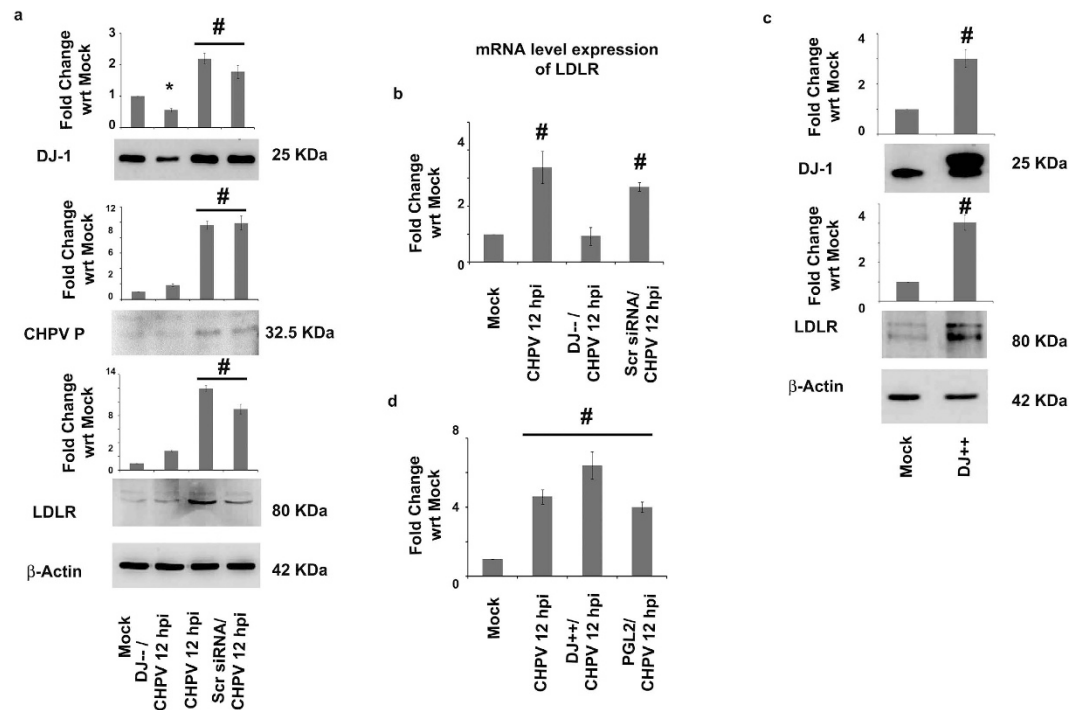 a
#
3
2
1
0
*
Fold Change
wrt Mock
DJ-1
25 KDa
#
12
8
4
0
Fold Change
wrt Mock
CHPV P
32.5 KDa
#
14
2
0
Fold Change
wrt Mock
LDLR
80 KDa
β-Actin
42 KDa
Mock
DJ-- /
CHPV 12 hpi
CHPV 12 hpi
Scr siRNA/
CHPV 12 hpi
mRNA level expression
of LDLR
b
#
#
4
2
0
Fold Change
wrt Mock
Mock
CHPV 12 hpi
DJ-- /
CHPV 12 hpi
Scr siRNA/
CHPV 12 hpi
d
#
8
4
0
Fold Change
wrt Mock
Mock
CHPV 12 hpi
DJ++/
CHPV 12 hpi
PGL2/
CHPV 12 hpi
c
#
4
2
0
Fold Change
wrt Mock
DJ-1
25 KDa
#
4
2
0
Fold Change
wrt Mock
LDLR
80 KDa
β-Actin
42 KDa
Mock
DJ++